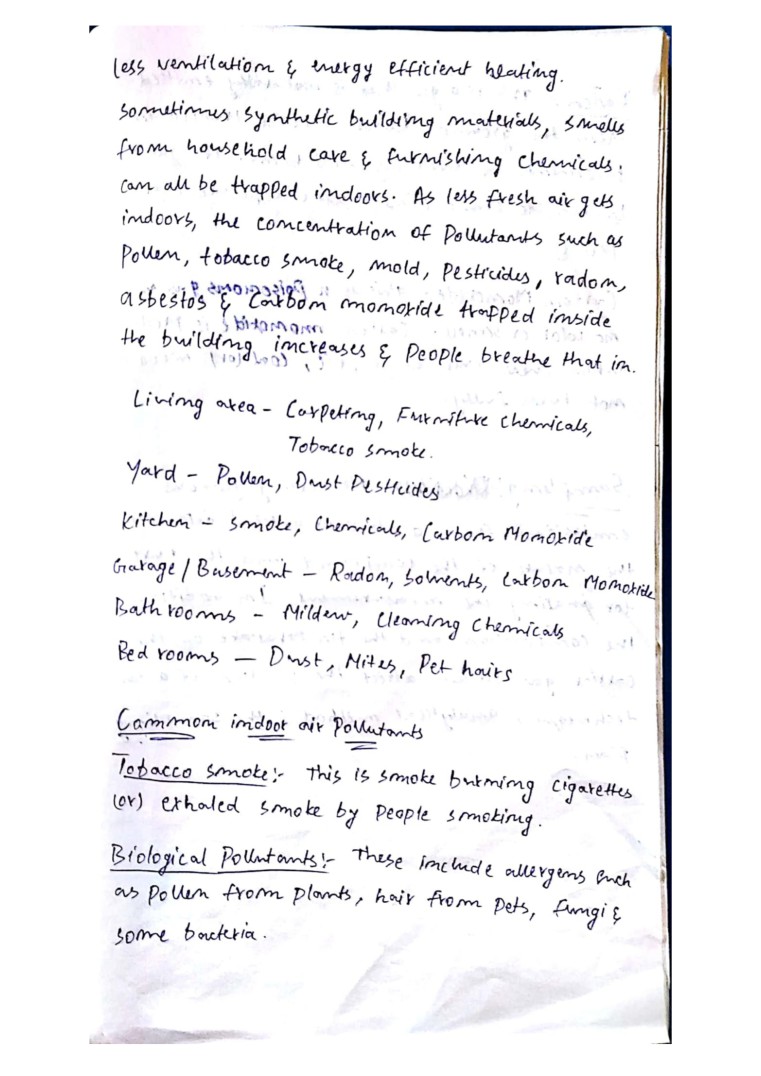 less ventilation & energy efficient heating.
sometimes synthetic building materials, smells
from household, care & furnishing chemicals.
can all be trapped indoors. As less fresh air gets
indoors, the concentration of Pollutants such as
Pollen, tobacco smoke, mold, Pesticides, radon,
asbestos & Carbon monoxide trapped inside
the building increases & People breathe that in.
Living area - Carpeting, Furniture chemicals,
Tobacco smoke.
Yard - Pollen, Dust Pesticides
Kitchen - smoke, Chemicals, Carbon Monoxide
Garage / Basement - Radon, Solvents, Carbon Monoxide
Bath rooms - Mildew, Cleaning Chemicals
Bed rooms - Dust, Mites, Pet hairs
Cammon indoor air Pollutants
Tobacco smoke:- This is smoke burning cigarettes
(or) exhaled smoke by People smoking.
Biological Pollutants:- These include allergens such
as Pollen from plants, hair from Pets, fungi &
some bacteria.